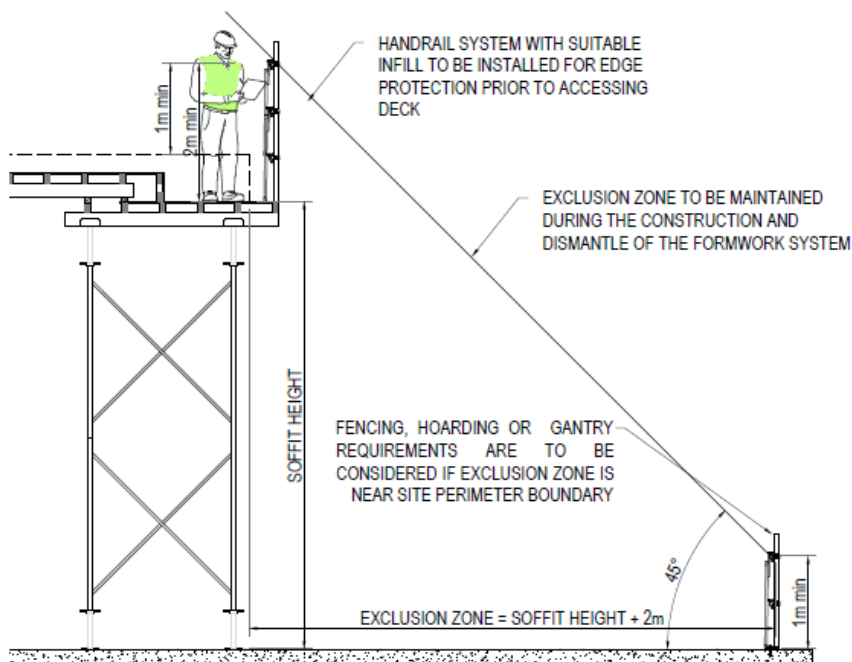 HANDRAIL SYSTEM WITH SUITABLE
INFILL TO BE INSTALLED FOR EDGE
PROTECTION PRIOR TO ACCESSING
DECK
1m min
2m min
EXCLUSION ZONE TO BE MAINTAINED
DURING THE CONSTRUCTION AND
DISMANTLE OF THE FORMWORK SYSTEM
SOFFIT HEIGHT
FENCING, HOARDING OR GANTRY
REQUIREMENTS ARE TO BE
CONSIDERED IF EXCLUSION ZONE IS
NEAR SITE PERIMETER BOUNDARY
45°
1m min
EXCLUSION ZONE = SOFFIT HEIGHT + 2m